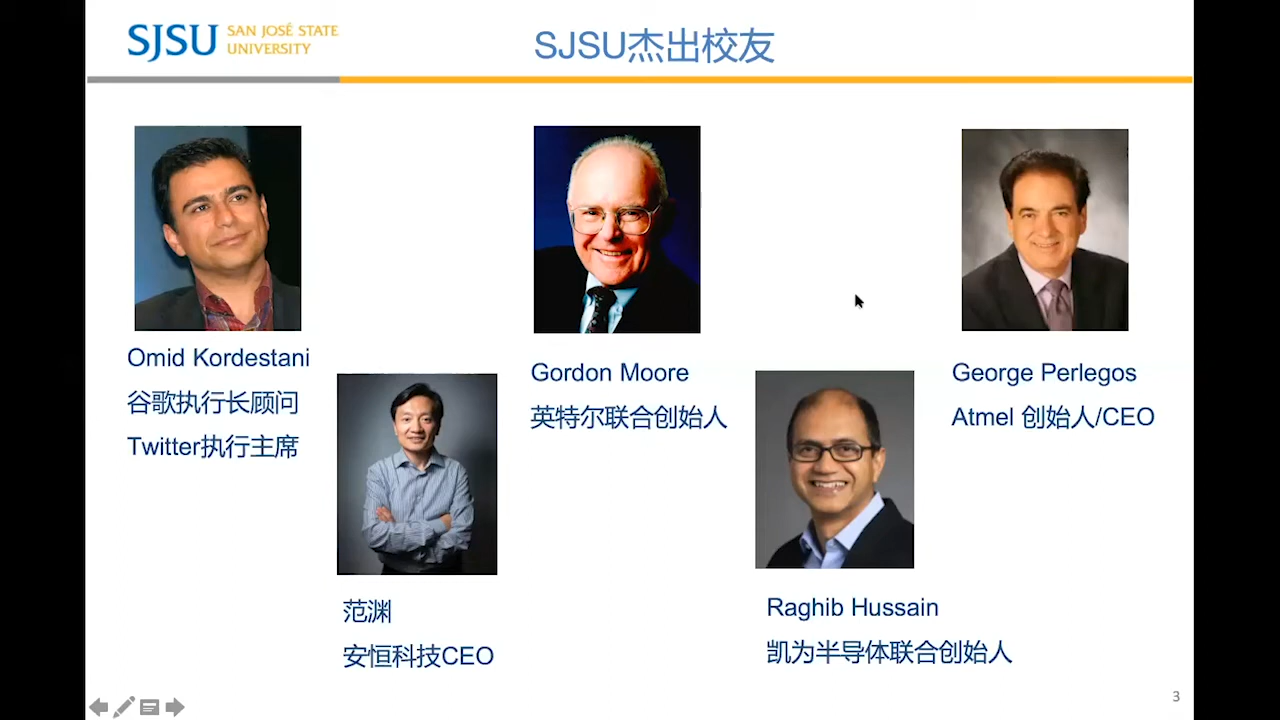 SJSU SAN JOSÉ STATE
UNIVERSITY
SJSU杰出校友
Omid Kordestani
谷歌执行长顾问
Twitter执行主席
Gordon Moore
英特尔联合创始人
George Perlegos
Atmel 创始人/CEO
范渊
安恒科技CEO
Raghib Hussain
凯为半导体联合创始人
3